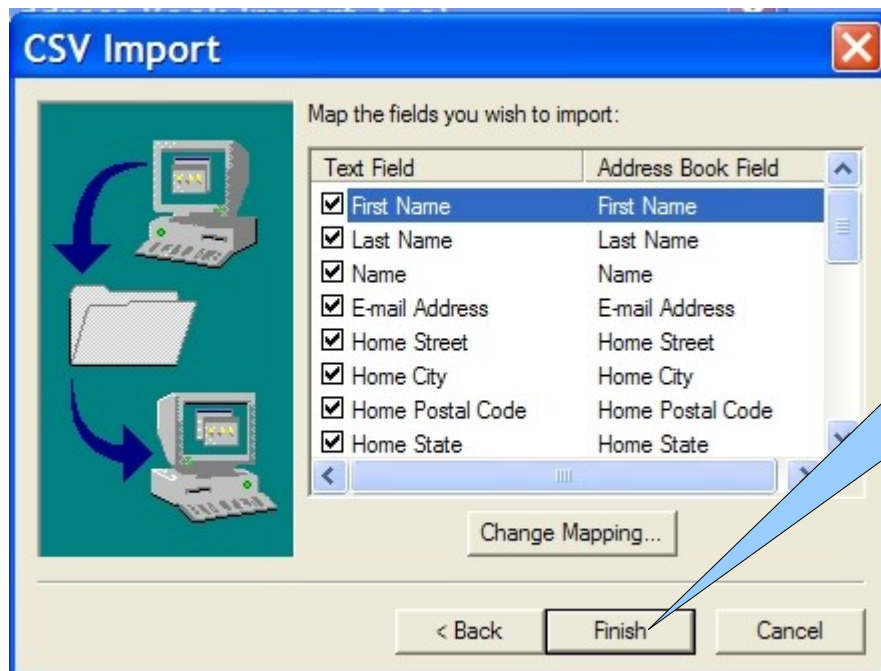 CSV Import
Map the fields you wish to import:
Text Field Address Book Field
First Name First Name
Last Name Last Name
Name Name
E-mail Address E-mail Address
Home Street Home Street
Home City Home City
Home Postal Code Home Postal Code
Home State Home State
Change Mapping...
< Back Finish Cancel